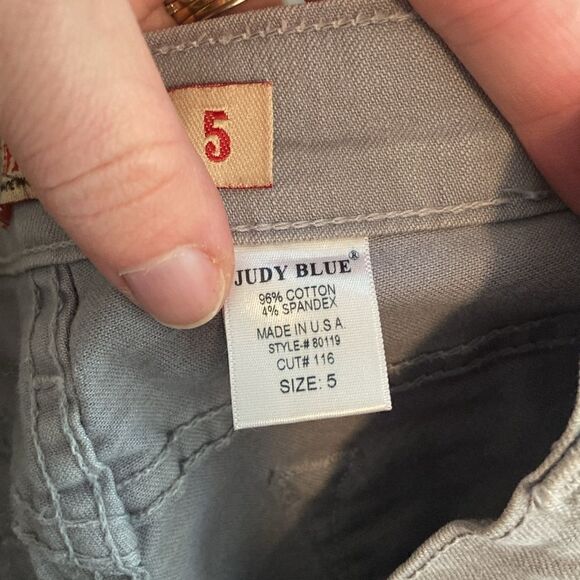 5
JUDY BLUE®
96% COTTON
4% SPANDEX
MADE IN U.S.A.
STYLE-# 80119
CUT# 116
SIZE: 5